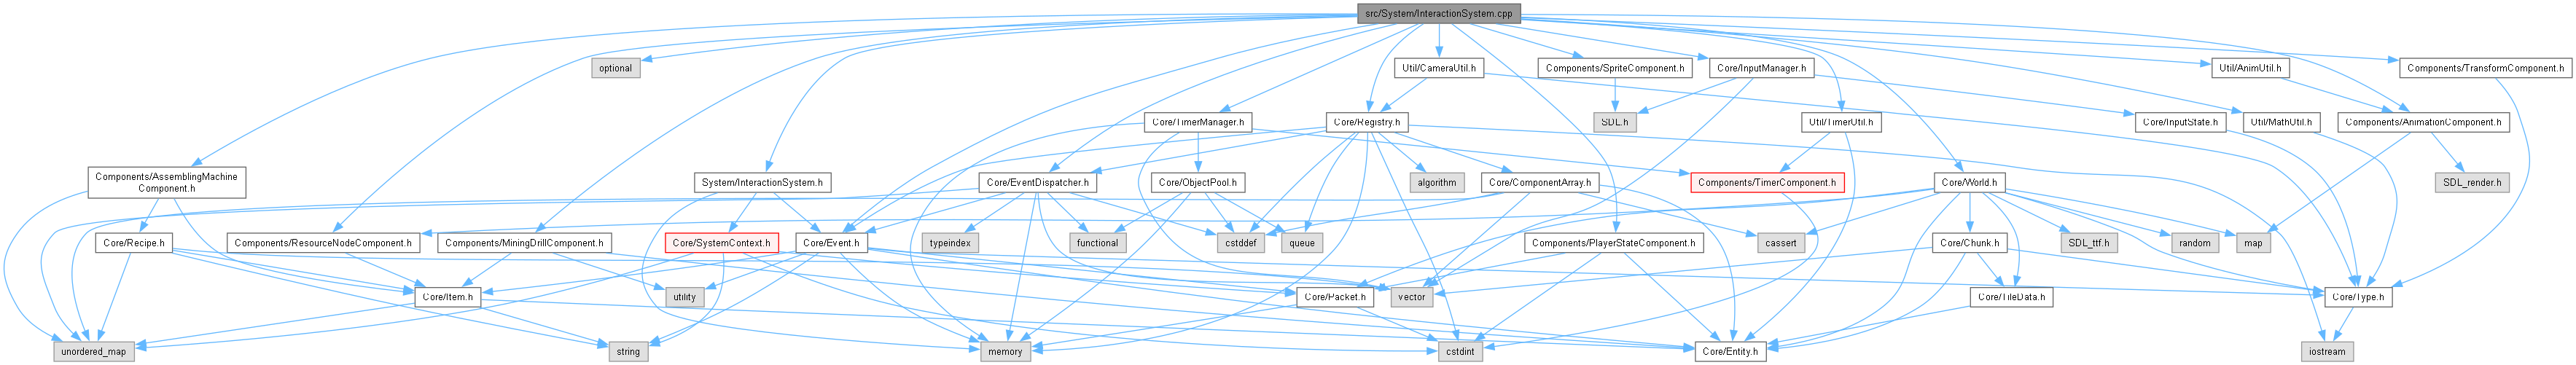 src/System/InteractionSystem.cpp
optional
Util/CameraUtil.h
Components/SpriteComponent.h
Core/InputManager.h
Util/AnimUtil.h
Components/TransformComponent.h
Core/TimerManager.h
Core/Registry.h
SDL.h
Util/TimerUtil.h
Core/InputState.h
Util/MathUtil.h
Components/AnimationComponent.h
Components/AssemblingMachine
Component.h
System/InteractionSystem.h
Core/EventDispatcher.h
Core/ObjectPool.h
algorithm
Core/ComponentArray.h
Components/TimerComponent.h
Core/World.h
SDL_render.h
Core/Recipe.h
Components/ResourceNodeComponent.h
Components/MiningDrillComponent.h
Core/SystemContext.h
Core/Event.h
typeindex
functional
cstddef
queue
cassert
Components/PlayerStateComponent.h
Core/Chunk.h
SDL_ttf.h
random
map
Core/Item.h
utility
Core/Packet.h
vector
Core/TileData.h
Core/Type.h
unordered_map
string
memory
cstdint
Core/Entity.h
iostream